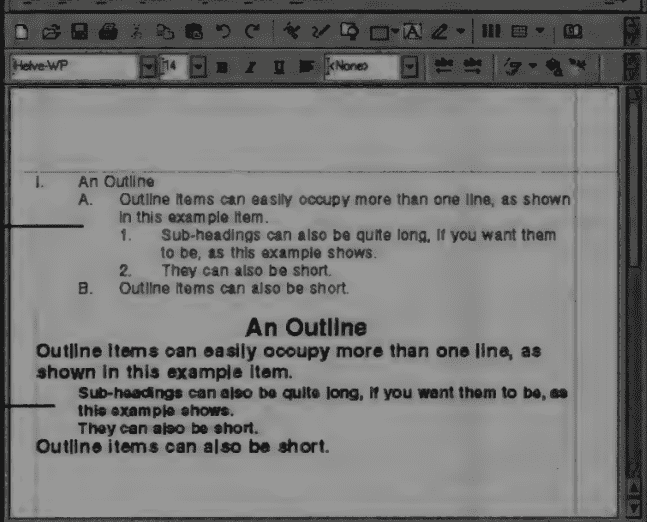 Helve-WP 14 <None>
I. An Outline
A. Outline items can easily occupy more than one line, as shown
in this example item.
1. Sub-headings can also be quite long, if you want them
to be, as this example shows.
2. They can also be short.
B. Outline items can also be short.
An Outline
Outline items can easily occupy more than one line, as
shown in this example item.
Sub-headings can also be quite long, if you want them to be, as
this example shows.
They can also be short.
Outline items can also be short.